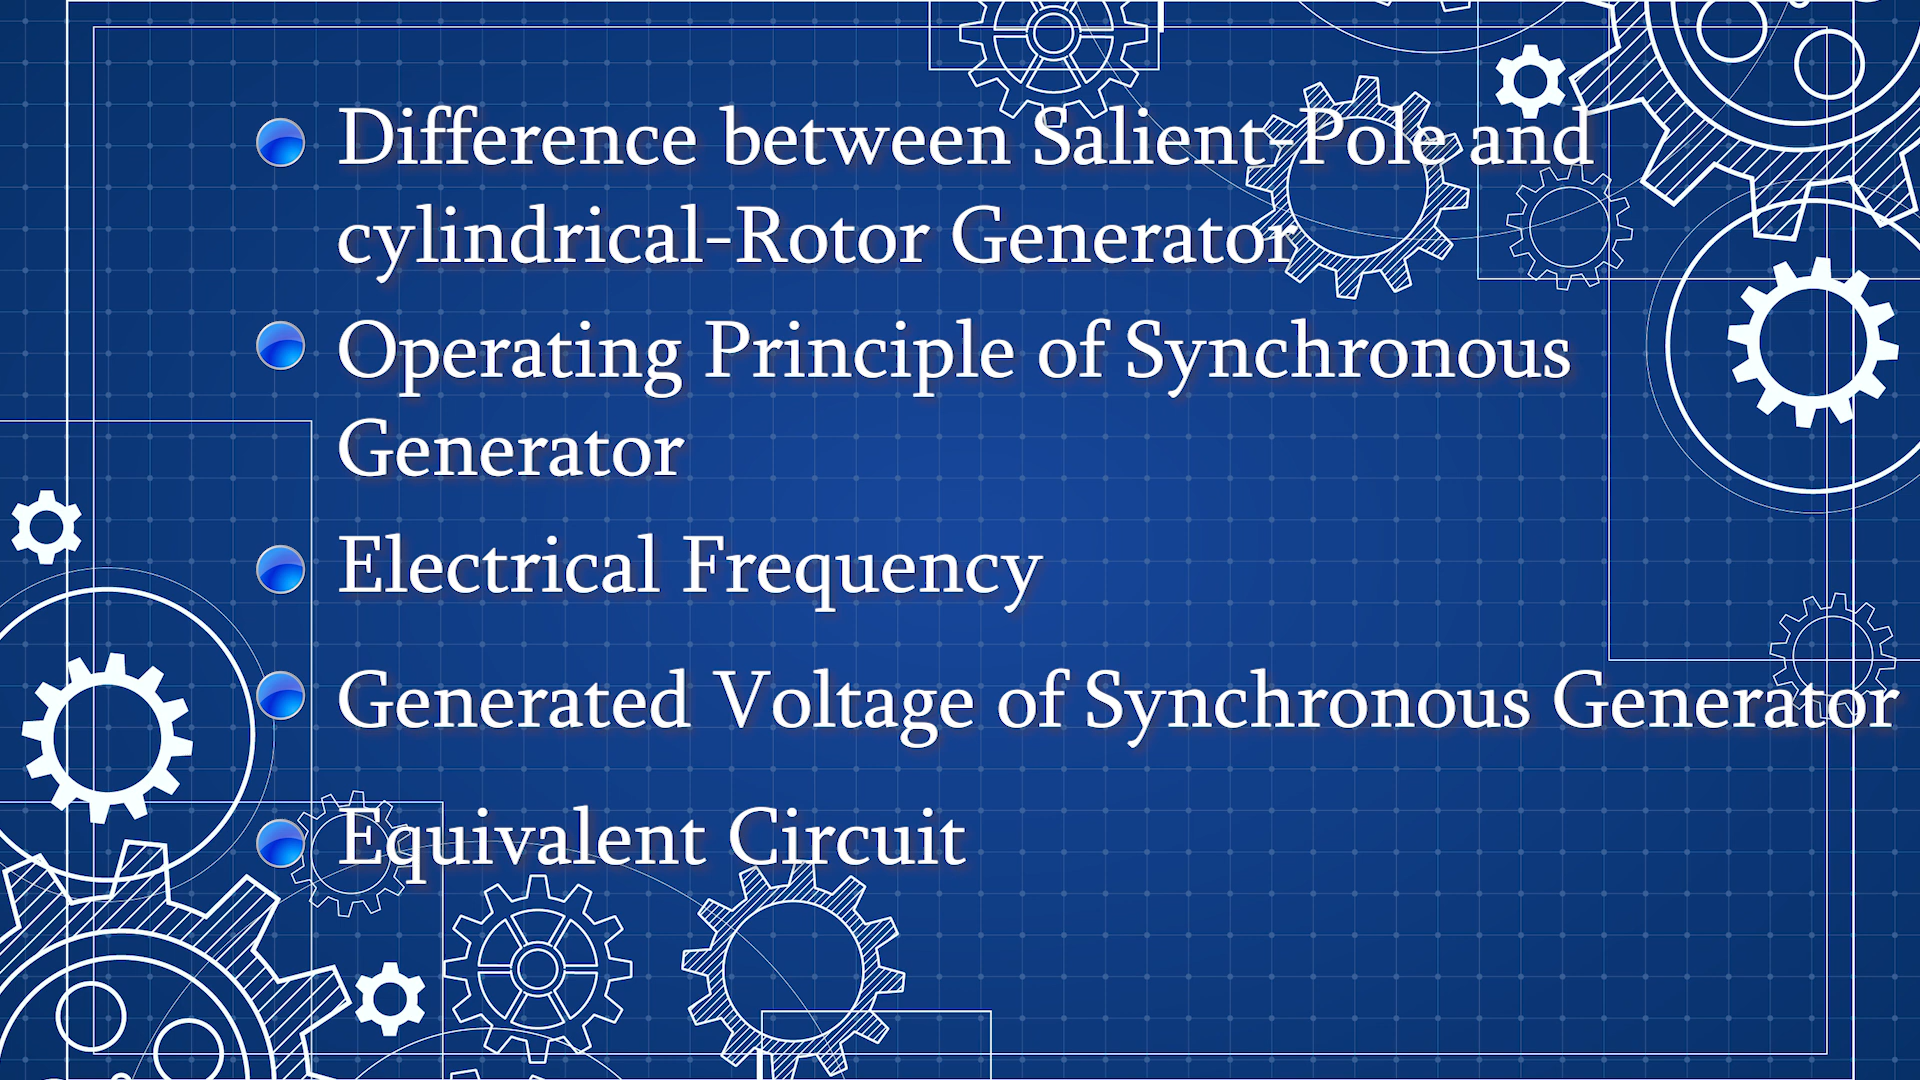 Difference between Salient-Pole and
cylindrical-Rotor Generator
Operating Principle of Synchronous
Generator
Electrical Frequency
Generated Voltage of Synchronous Generator
Equivalent Circuit